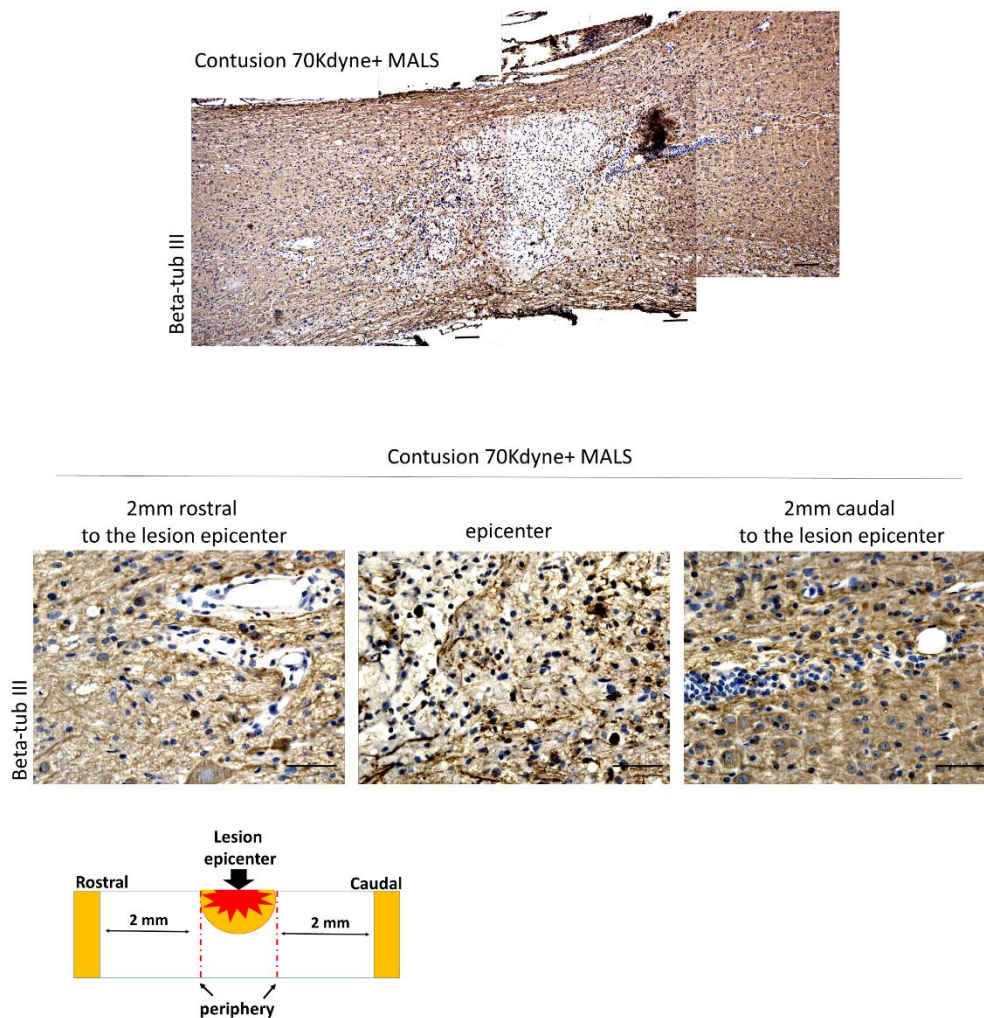 Contusion 70Kdyne+ MALS
Beta-tub III
Contusion 70Kdyne+ MALS
2mm rostral
to the lesion epicenter
epicenter
2mm caudal
to the lesion epicenter
Beta-tub III
Lesion
epicenter
Rostral
Caudal
2 mm
2 mm
periphery